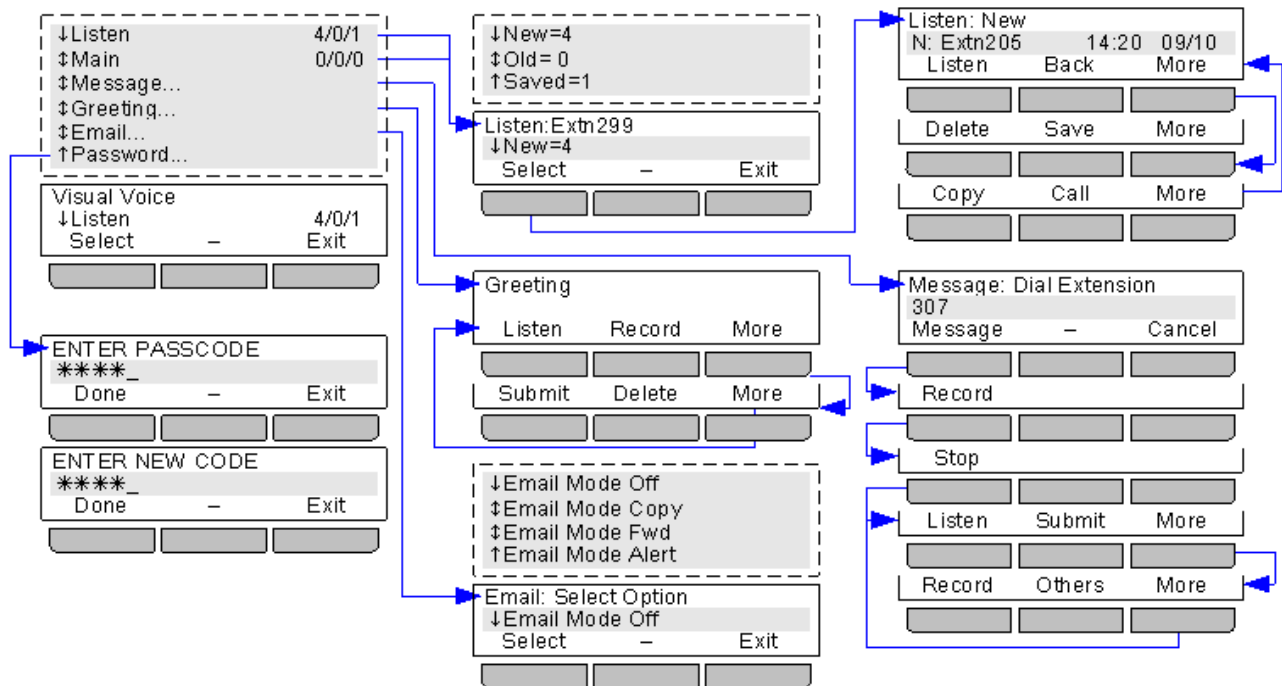 ↓Listen 4/0/1
↕Main 0/0/0
↕Message...
↕Greeting...
↕Email...
↑Password...
Visual Voice
↓Listen 4/0/1
Select – Exit
ENTER PASSCODE
****_
Done – Exit
ENTER NEW CODE
****_
Done – Exit
↓New=4
↕Old= 0
↑Saved=1
Listen:Extn299
↓New=4
Select – Exit
Greeting
Listen Record More
Submit Delete More
↓Email Mode Off
↕Email Mode Copy
↕Email Mode Fwd
↑Email Mode Alert
Email: Select Option
↓Email Mode Off
Select – Exit
Listen: New
N: Extn205 14:20 09/10
Listen Back More
Delete Save More
Copy Call More
Message: Dial Extension
307
Message – Cancel
Record
Stop
Listen Submit More
Record Others More